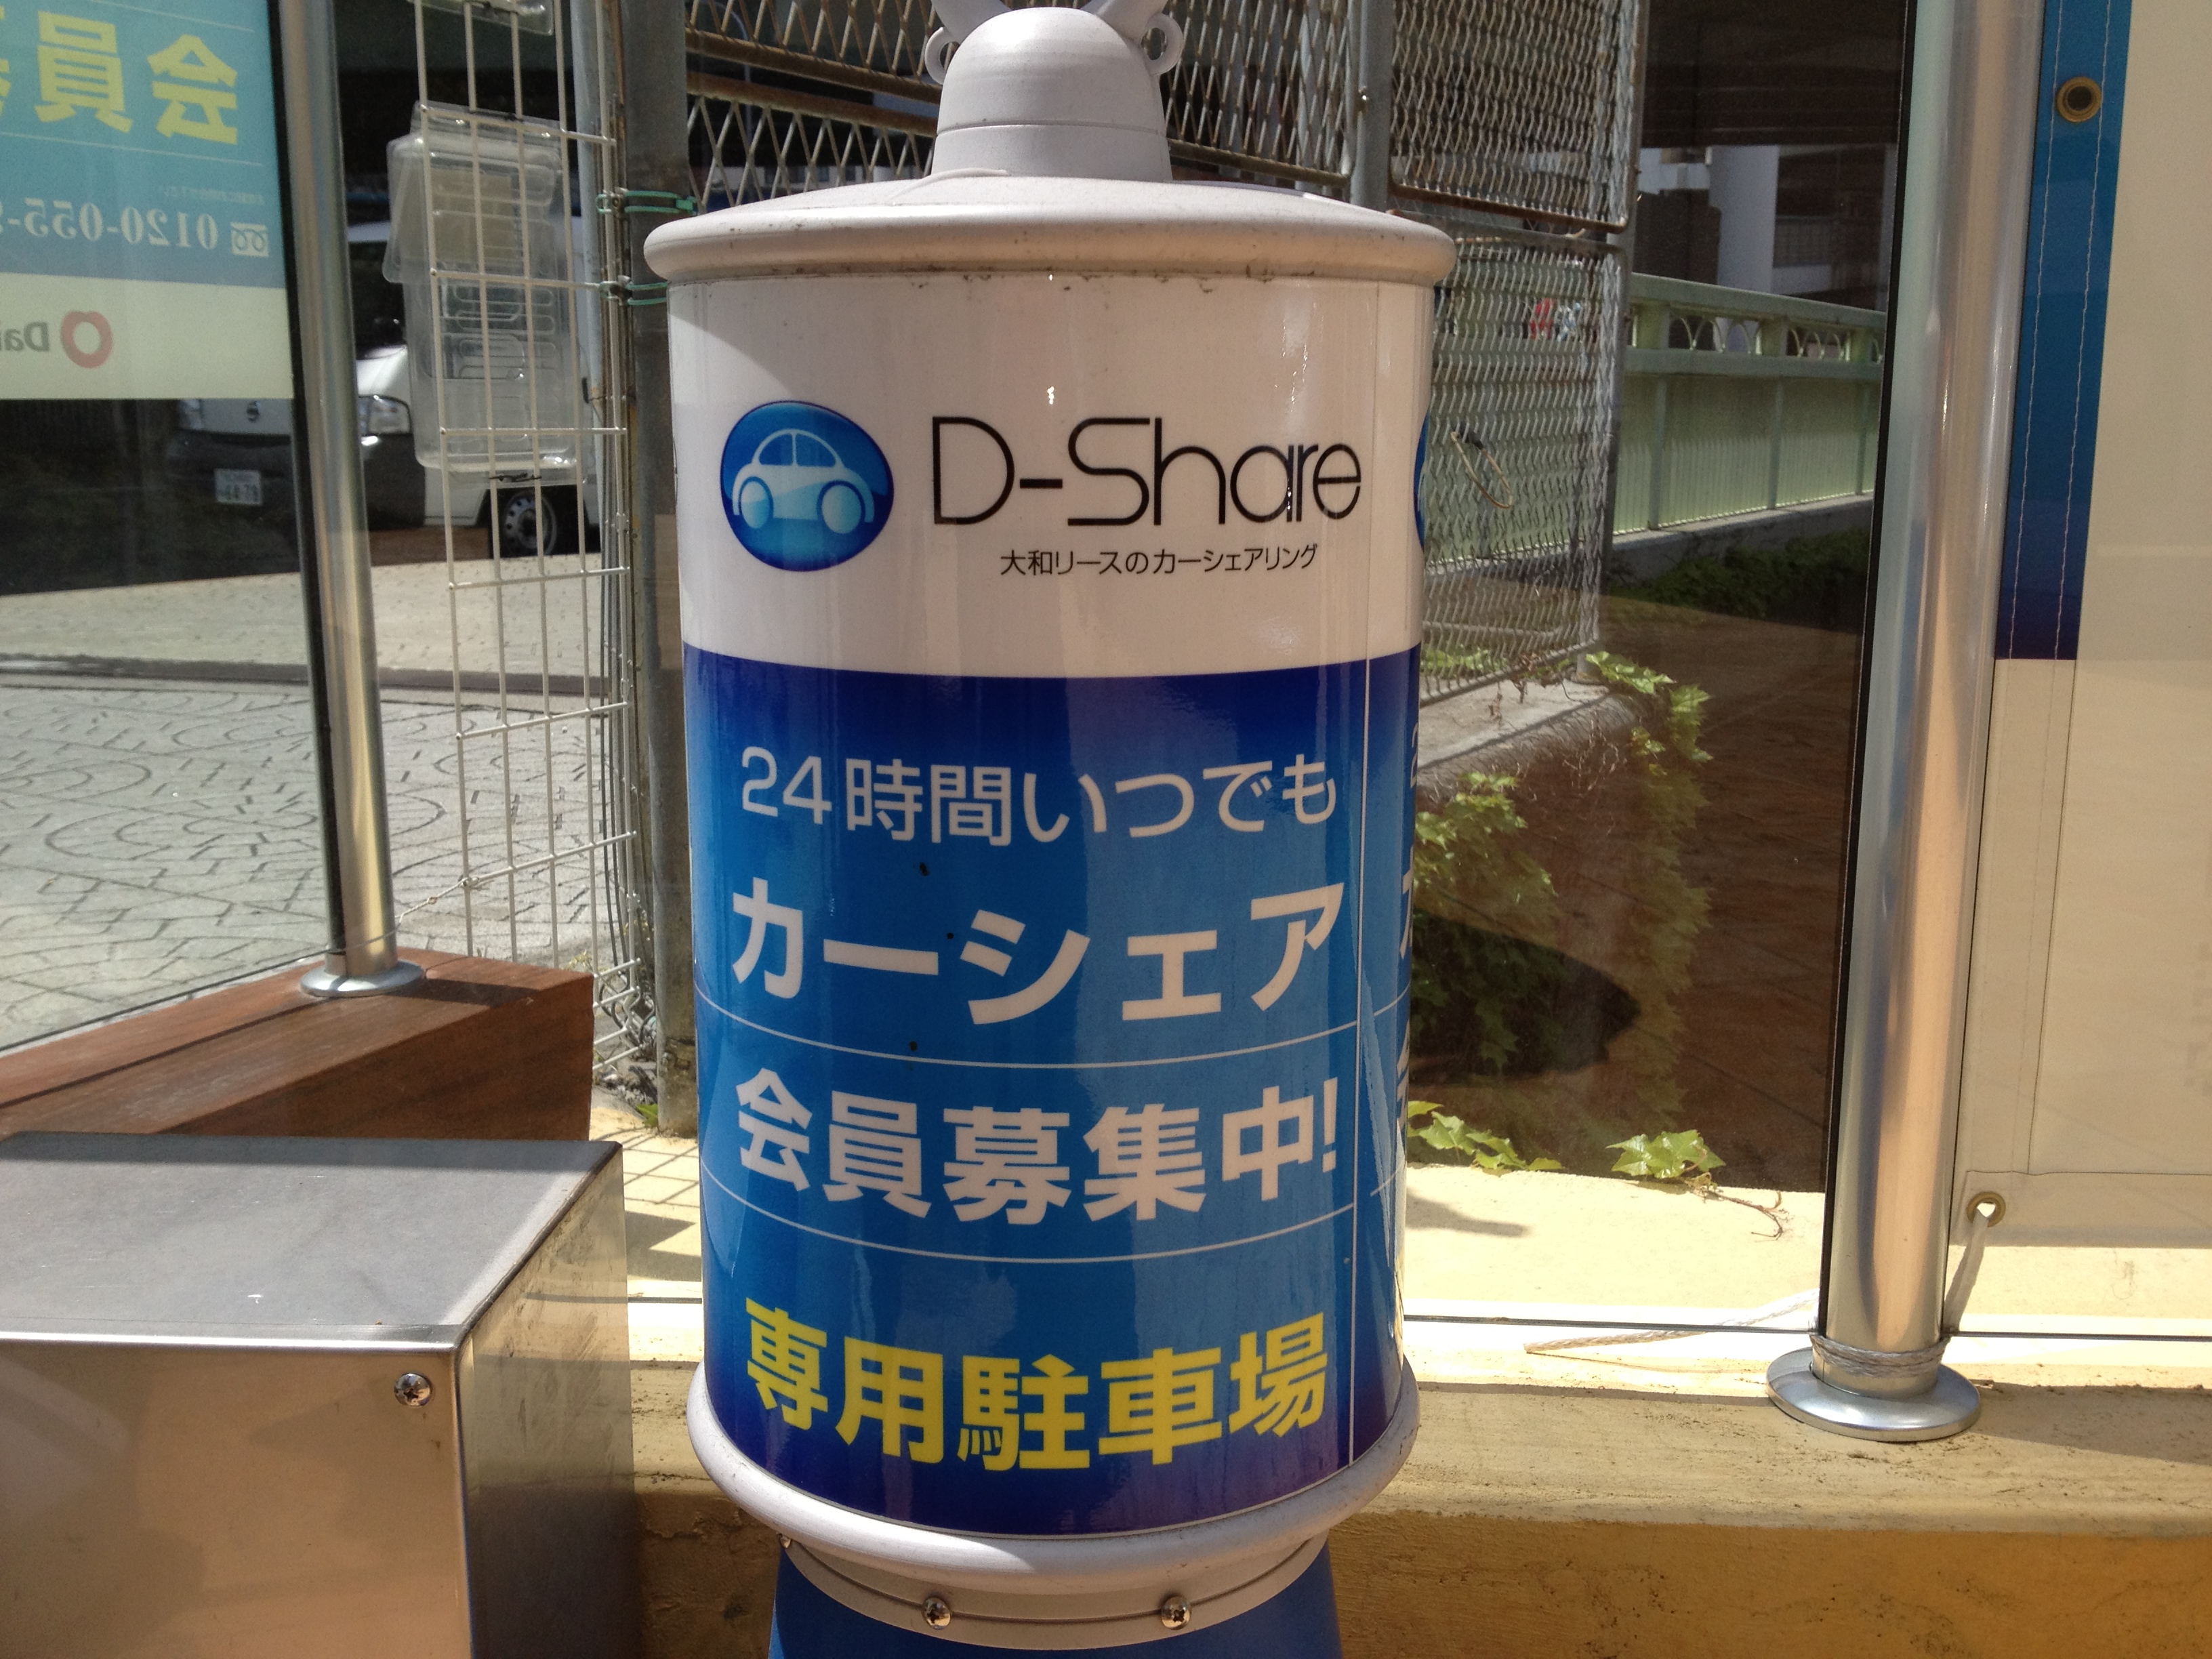 D-Share
大和リースのカーシェアリング
24時間いつでも
カーシェア
会員募集中!
専用駐車場
会員
0120-055-